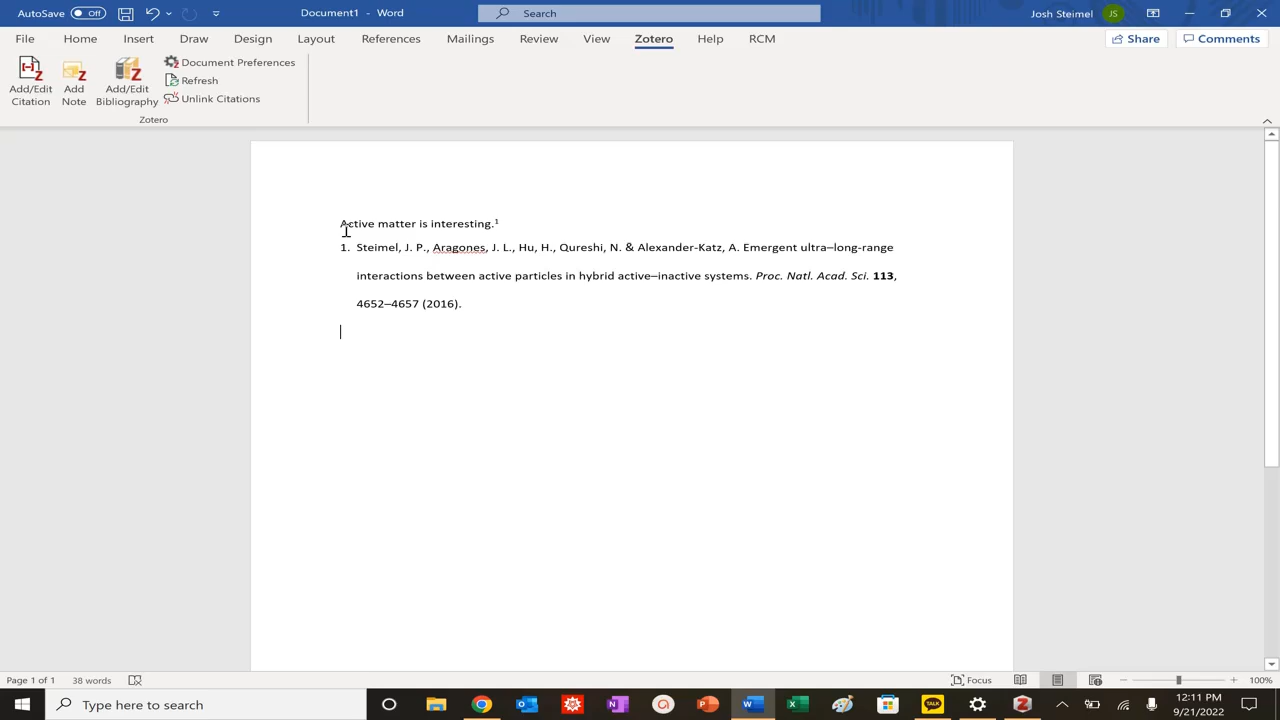 AutoSave Off Document1 - Word Search Josh Steimel JS
File Home Insert Draw Design Layout References Mailings Review View Zotero Help RCM Share Comments
Add/Edit Citation
Add Note
Add/Edit Bibliography
Document Preferences
Refresh
Unlink Citations
Zotero
Active matter is interesting.1
1. Steimel, J. P., Aragones, J. L., Hu, H., Qureshi, N. & Alexander-Katz, A. Emergent ultra–long-range
interactions between active particles in hybrid active–inactive systems. Proc. Natl. Acad. Sci. 113,
4652–4657 (2016).
Page 1 of 1 38 words Focus 100%
Type here to search TALK 12:11 PM
9/21/2022